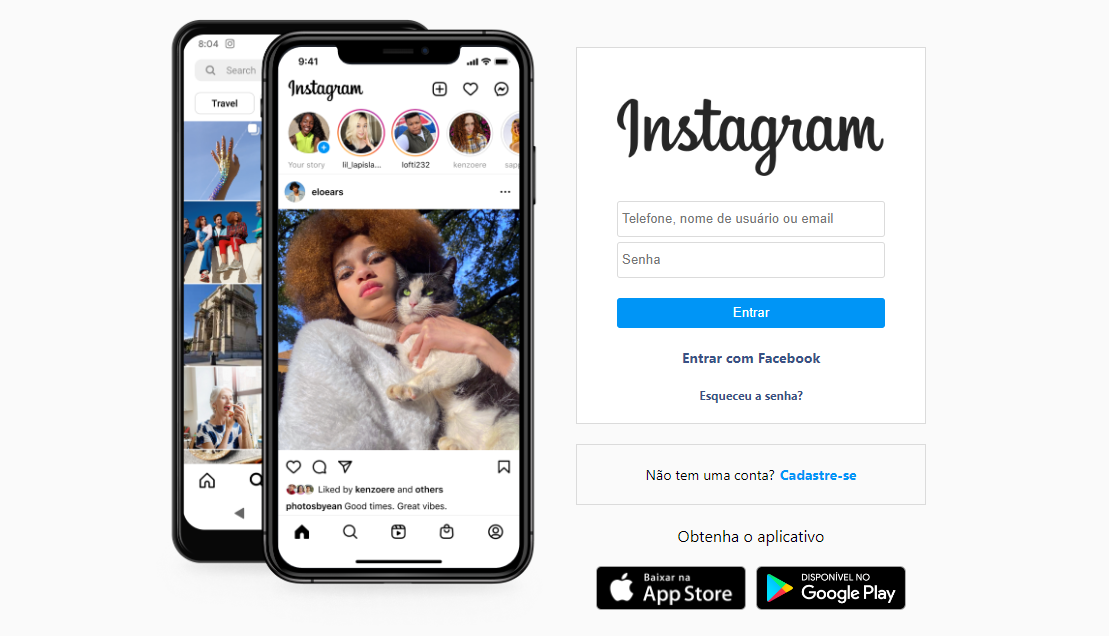 8:04
Search
Travel
9:41
Instagram
Your story
lil_lapisla...
lofti232
kenzoere
eloears
Liked by kenzoere and others
photosbyean Good times. Great vibes.
Instagram
Telefone, nome de usuário ou email
Senha
Entrar
Entrar com Facebook
Esqueceu a senha?
Não tem uma conta? Cadastre-se
Obtenha o aplicativo
Baixar na
App Store
DISPONÍVEL NO
Google Play